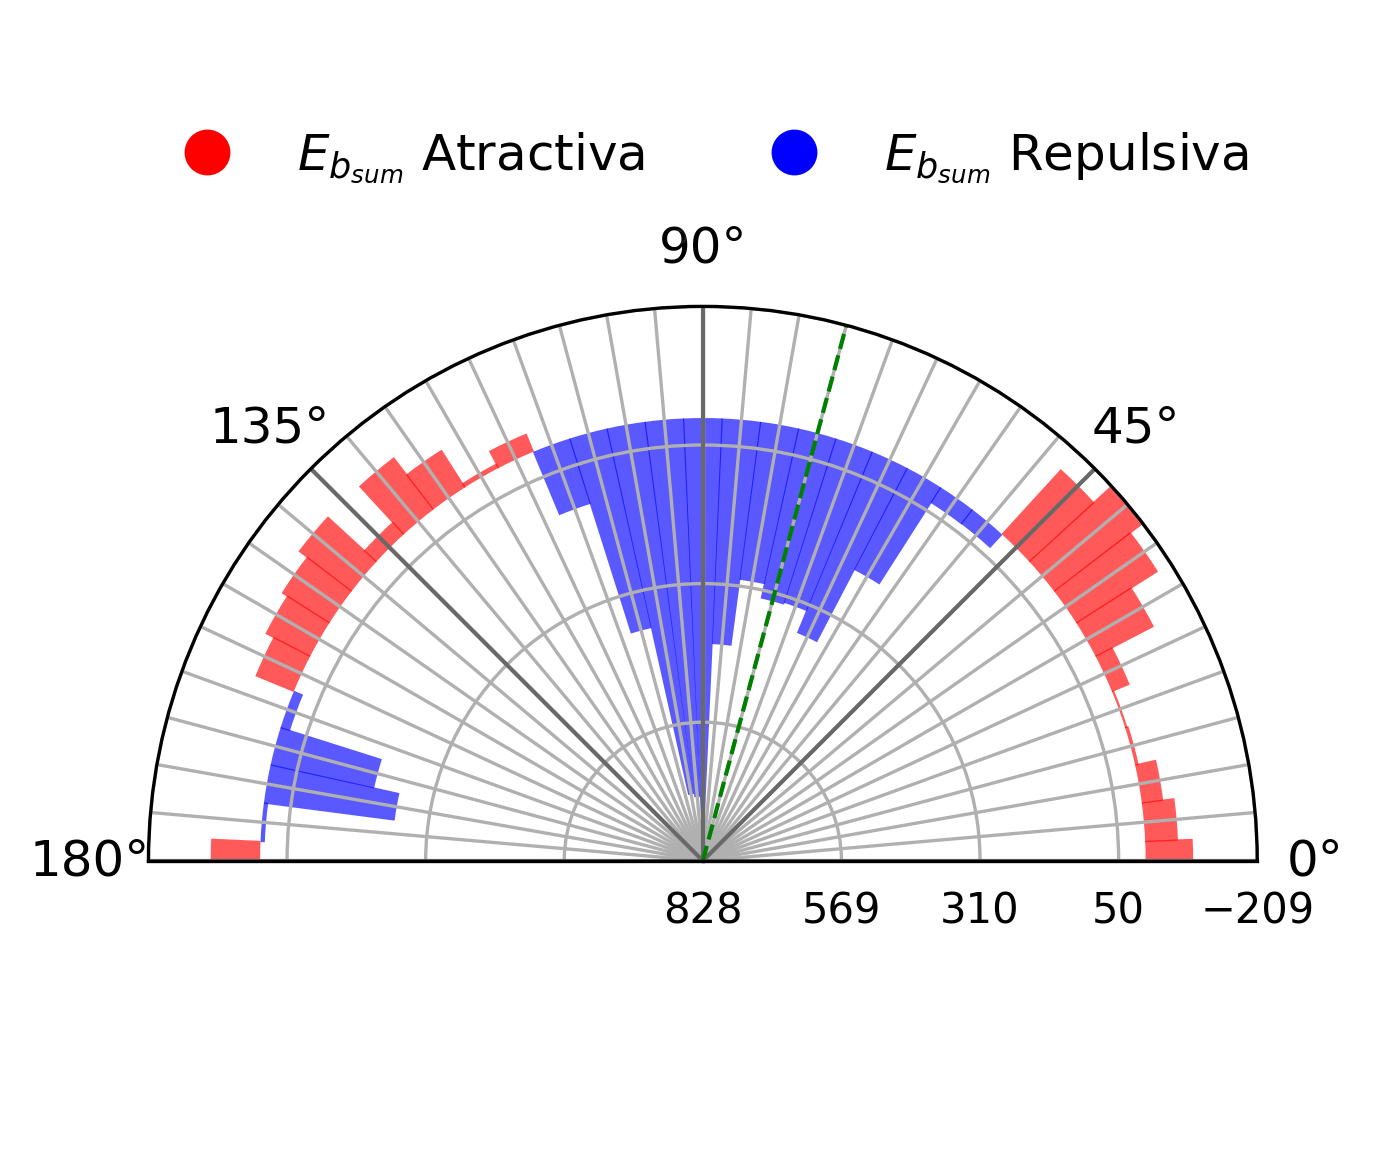 E_{b_{sum}} Atractiva E_{b_{sum}} Repulsiva
90°
135° 45°
180° 0°
828 569 310 50 −209